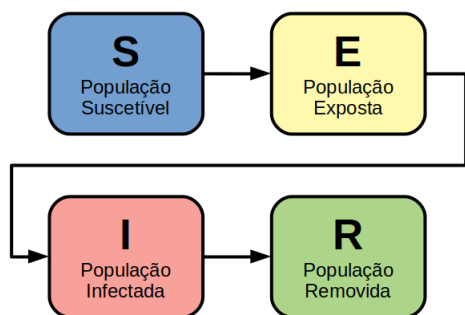 S
População
Suscetível
E
População
Exposta
I
População
Infectada
R
População
Removida